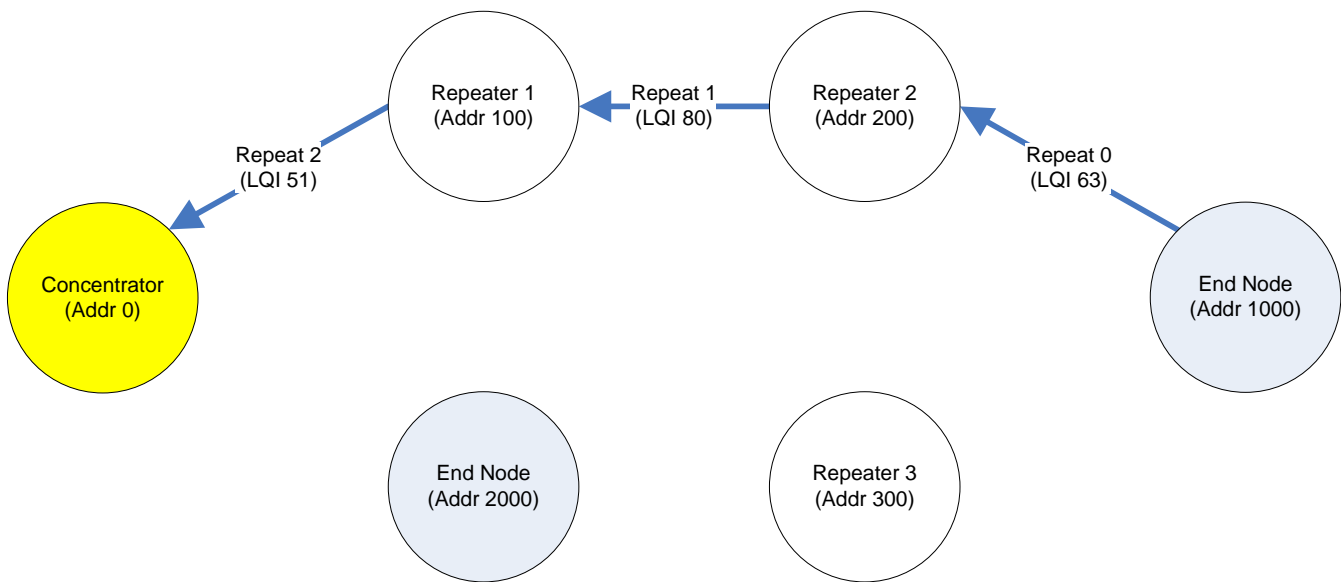 Repeater 1
(Addr 100)
Repeat 1
(LQI 80)
Repeater 2
(Addr 200)
Repeat 2
(LQI 51)
Repeat 0
(LQI 63)
Concentrator
(Addr 0)
End Node
(Addr 1000)
End Node
(Addr 2000)
Repeater 3
(Addr 300)